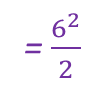 = 6²/2